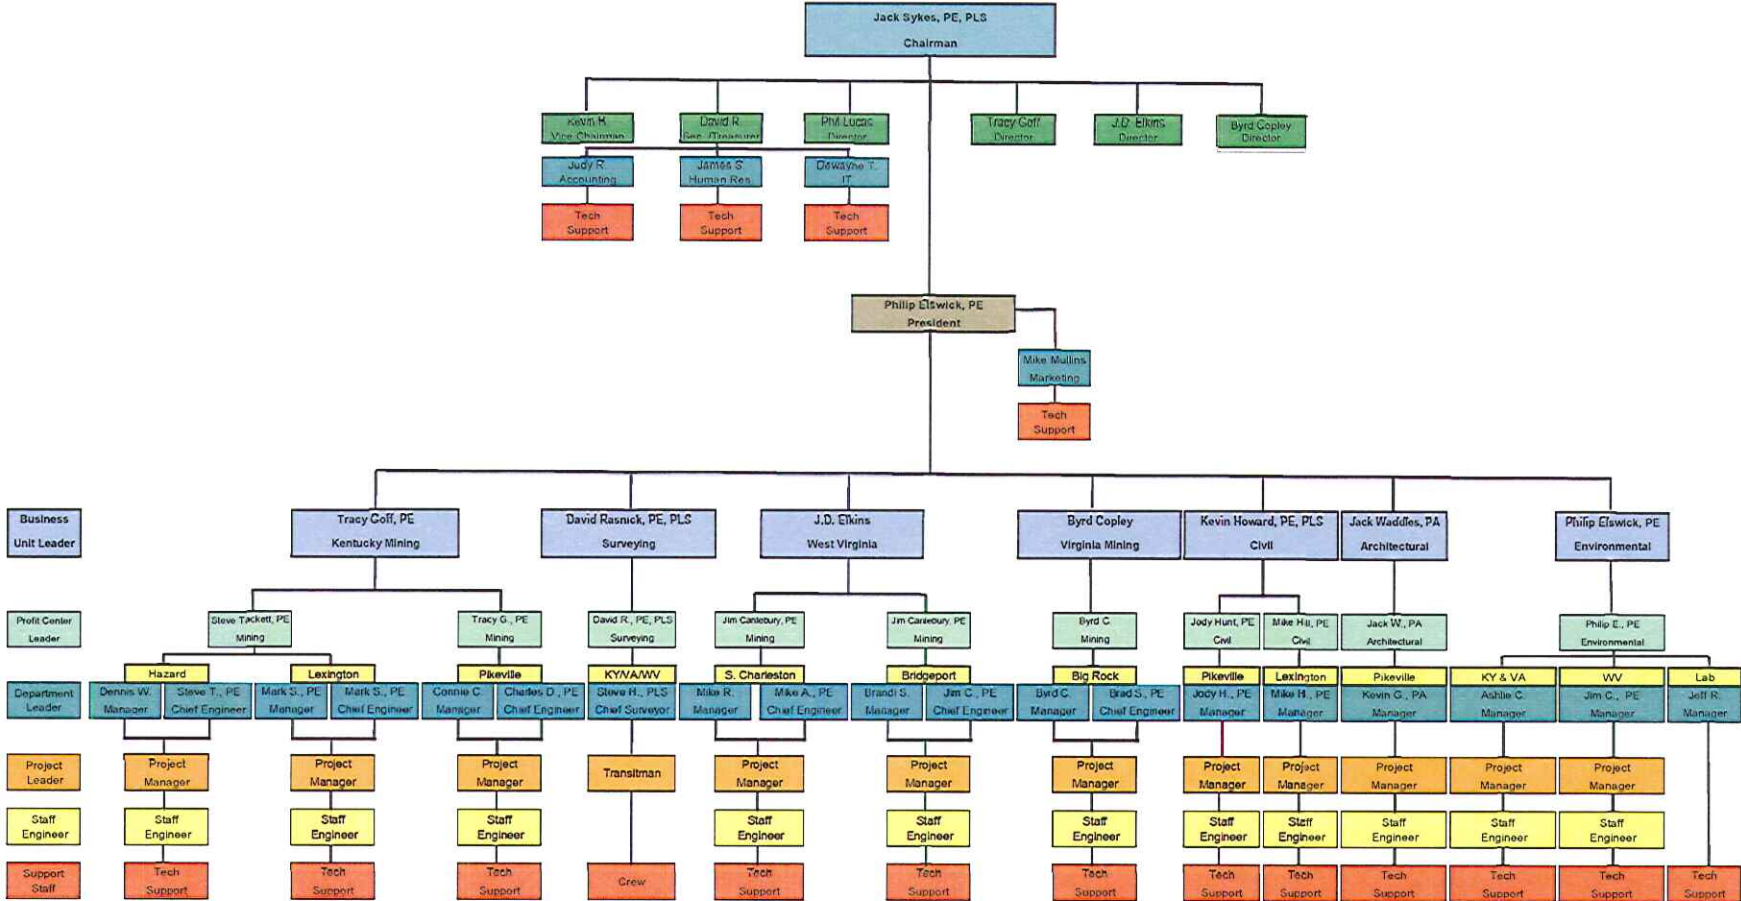 Jack Sykes, PE, PLS
Chairman
Kevin H.
Vice Chairman
David R.
Sec./Treasurer
Phil Lucas
Director
Tracy Goff
Director
J.D. Elkins
Director
Byrd Copley
Director
Judy R.
Accounting
James S.
Human Res.
Dewayne T.
IT
Tech
Support
Tech
Support
Tech
Support
Philip Elswick, PE
President
Mike Mullins
Marketing
Tech
Support
Business
Unit Leader
Tracy Goff, PE
Kentucky Mining
David Rasnick, PE, PLS
Surveying
J.D. Elkins
West Virginia
Byrd Copley
Virginia Mining
Kevin Howard, PE, PLS
Civil
Jack Waddles, PA
Architectural
Philip Elswick, PE
Environmental
Profit Center
Leader
Steve Tackett, PE
Mining
Tracy G., PE
Mining
David R., PE, PLS
Surveying
Jim Cantebury, PE
Mining
Jim Cantebury, PE
Mining
Byrd C.
Mining
Jody Hunt, PE
Civil
Mike Hill, PE
Civil
Jack W., PA
Architectural
Philip E., PE
Environmental
Hazard
Lexington
Pikeville
KY/VA/WV
S. Charleston
Bridgeport
Big Rock
Pikeville
Lexington
Pikeville
KY & VA
WV
Lab
Department
Leader
Dennis W.
Manager
Steve T., PE
Chief Engineer
Mark S., PE
Manager
Mark S., PE
Chief Engineer
Connie C.
Manager
Charles D., PE
Chief Engineer
Steve H., PLS
Chief Surveyor
Mike R.
Manager
Mike A., PE
Chief Engineer
Brandi S.
Manager
Jim C., PE
Chief Engineer
Byrd C.
Manager
Brad S., PE
Chief Engineer
Jody H., PE
Manager
Mike H., PE
Manager
Kevin G., PA
Manager
Ashlie C.
Manager
Jim C., PE
Manager
Jeff R.
Manager
Project
Leader
Project
Manager
Project
Manager
Project
Manager
Transitman
Project
Manager
Project
Manager
Project
Manager
Project
Manager
Project
Manager
Project
Manager
Project
Manager
Project
Manager
Staff
Engineer
Staff
Engineer
Staff
Engineer
Staff
Engineer
Staff
Engineer
Staff
Engineer
Staff
Engineer
Staff
Engineer
Staff
Engineer
Staff
Engineer
Staff
Engineer
Staff
Engineer
Support
Staff
Tech
Support
Tech
Support
Tech
Support
Crew
Tech
Support
Tech
Support
Tech
Support
Tech
Support
Tech
Support
Tech
Support
Tech
Support
Tech
Support
Tech
Support